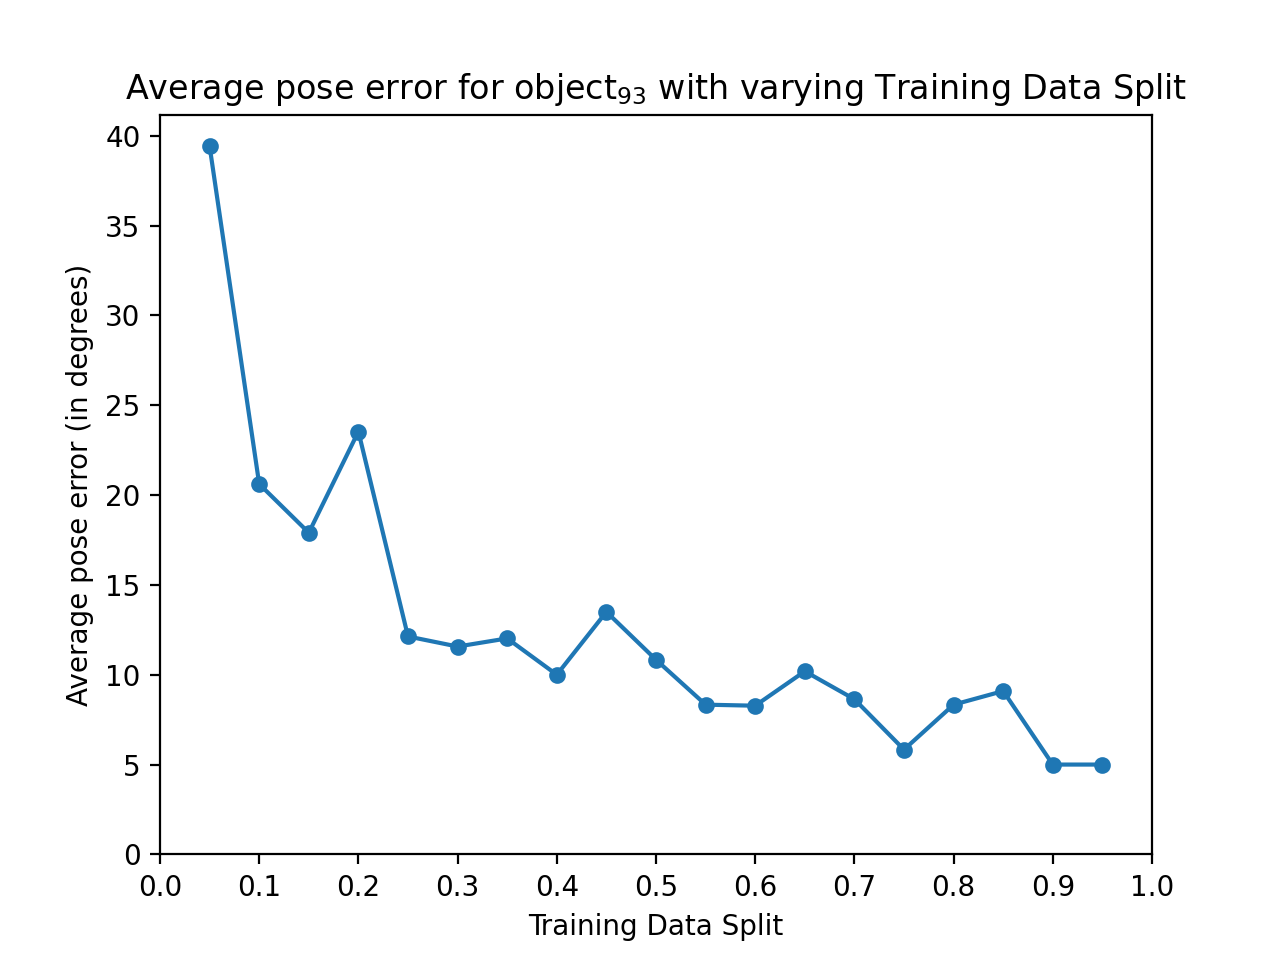 Average pose error for object₉₃ with varying Training Data Split
40
35
30
25
20
15
10
5
0
Average pose error (in degrees)
0.0 0.1 0.2 0.3 0.4 0.5 0.6 0.7 0.8 0.9 1.0
Training Data Split